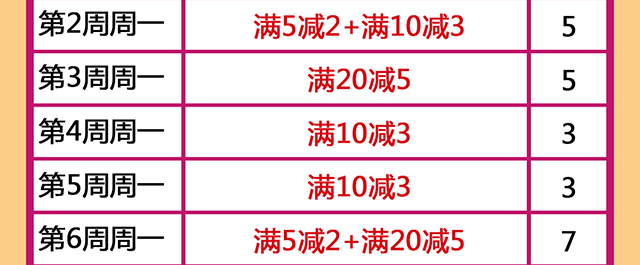 第2周周一 满5减2+满10减3 5
第3周周一 满20减5 5
第4周周一 满10减3 3
第5周周一 满10减3 3
第6周周一 满5减2+满20减5 7